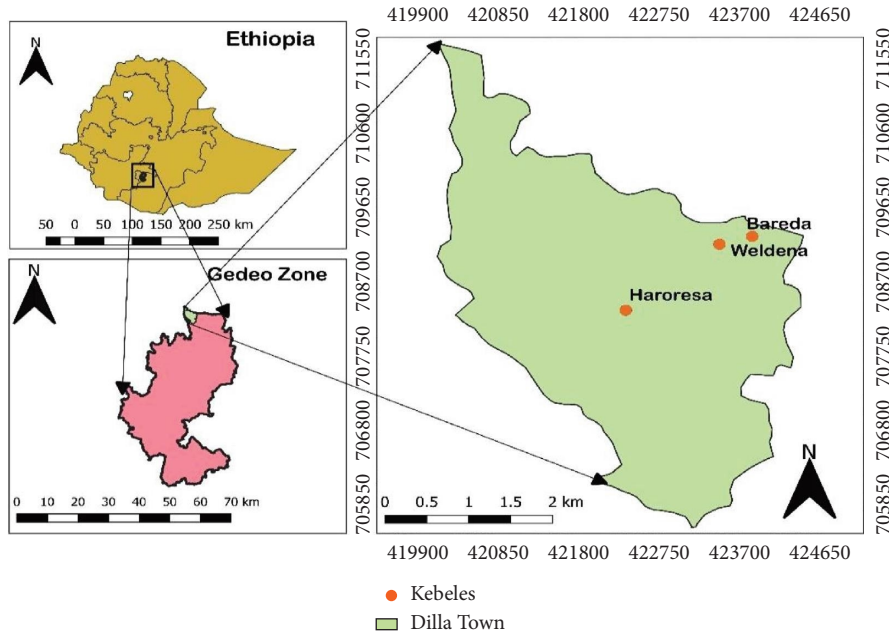 N
Ethiopia
50 0 50 100 150 200 250 km
N
Gedeo Zone
0 10 20 30 40 50 60 70 km
419900 420850 421800 422750 423700 424650
711550
710600
709650
708700
707750
706800
705850
Bareda
Weldena
Haroresa
N
0 0.5 1 1.5 2 km
711550
710600
709650
708700
707750
706800
705850
419900 420850 421800 422750 423700 424650
Kebeles
Dilla Town